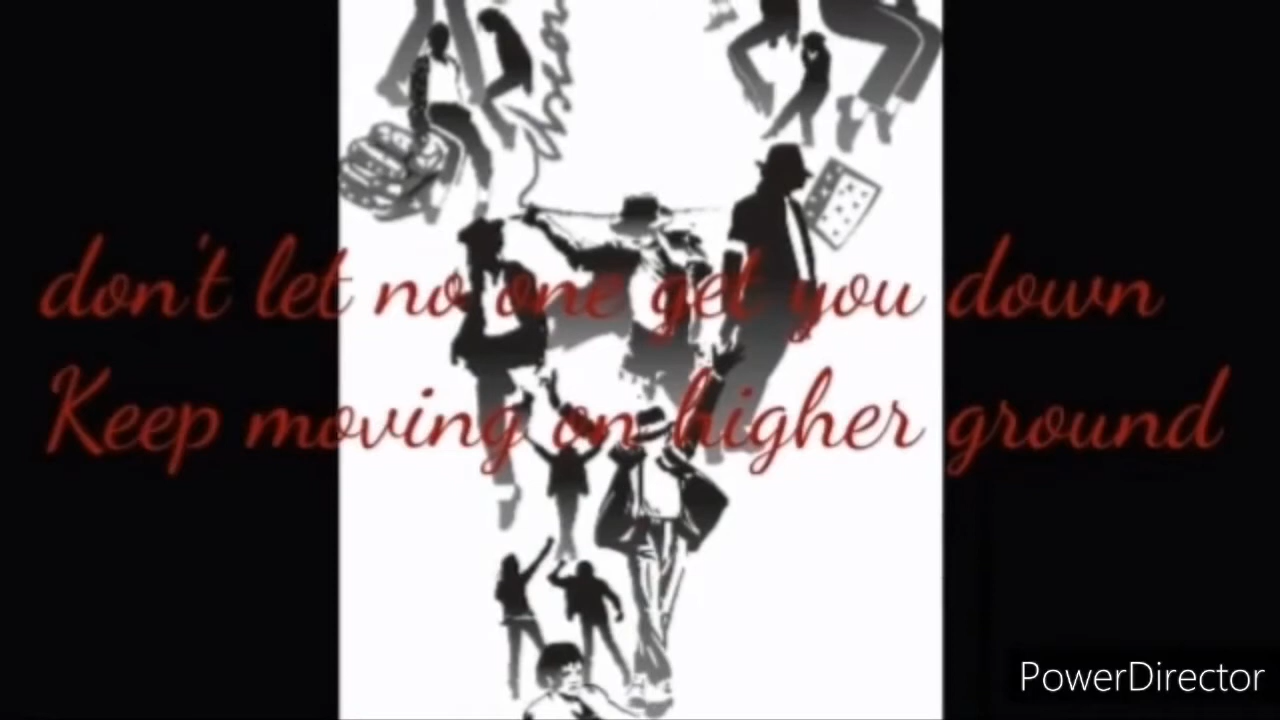 don't let no one get you down
Keep moving on higher ground
PowerDirector